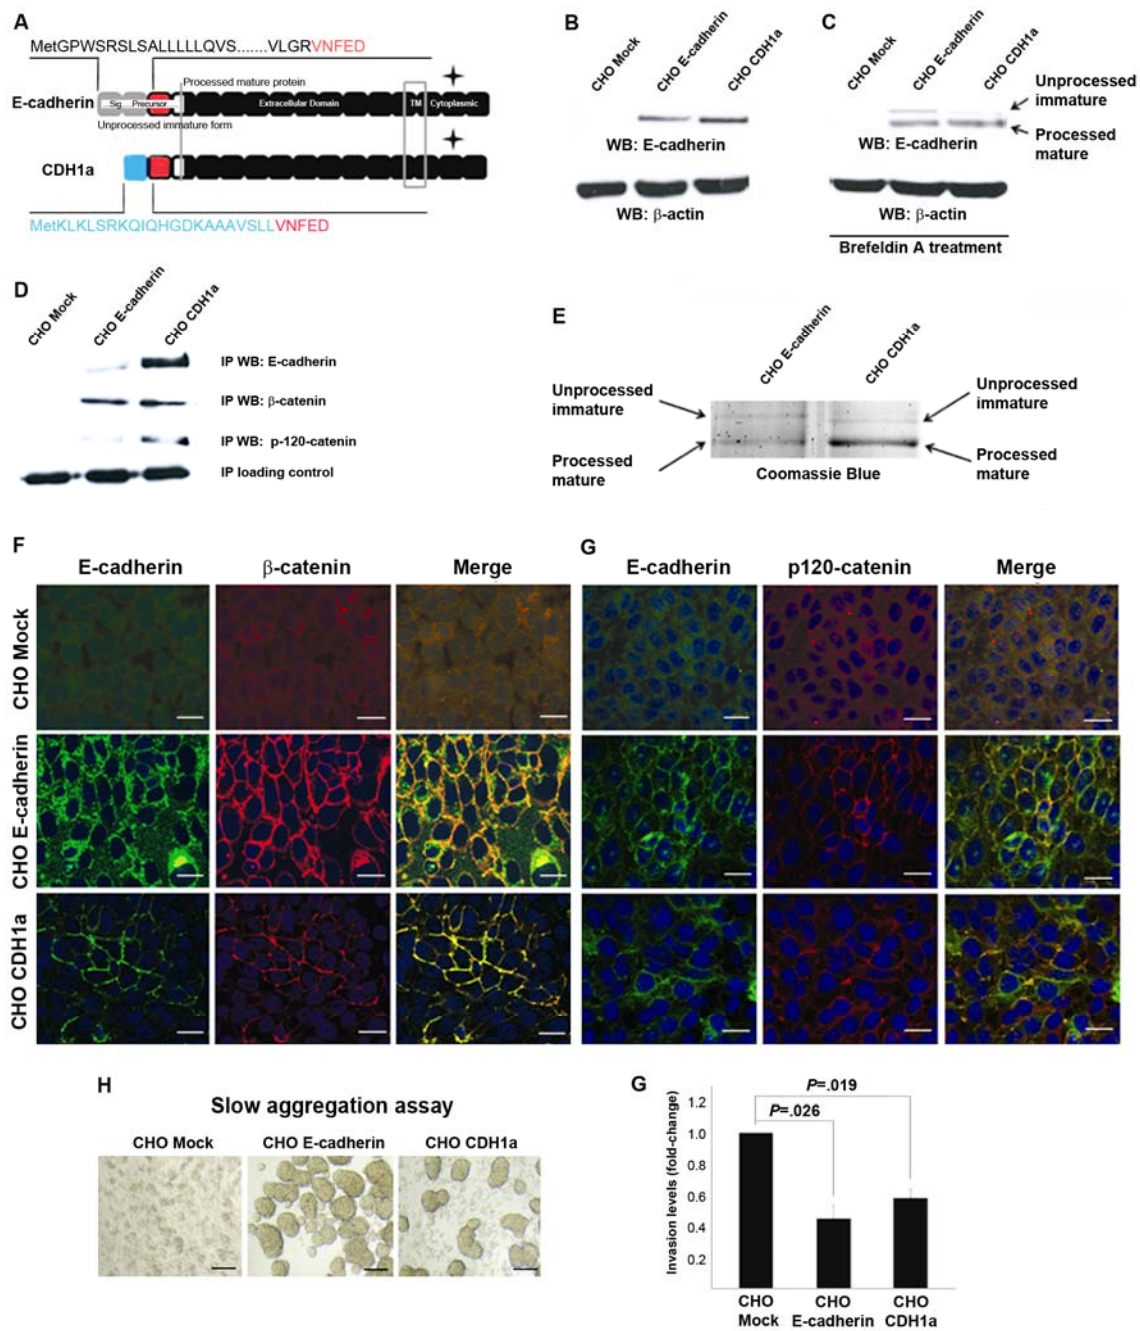 A
MetGPWSRSLSALLLLLQVS.......VLGRVNFED
Processed mature protein
E-cadherin
Sig Precursor Extracellular Domain TM Cytoplasmic
Unprocessed immature form
CDH1a
MetKLKLSRKQIQHGDKAAAVSLLVNFED
B
CHO Mock
CHO E-cadherin
CHO CDH1a
WB: E-cadherin
WB: β-actin
C
CHO Mock
CHO E-cadherin
CHO CDH1a
Unprocessed
immature
Processed
mature
WB: E-cadherin
WB: β-actin
Brefeldin A treatment
D
CHO Mock
CHO E-cadherin
CHO CDH1a
IP WB: E-cadherin
IP WB: β-catenin
IP WB: p-120-catenin
IP loading control
E
CHO E-cadherin
CHO CDH1a
Unprocessed
immature
Processed
mature
Unprocessed
immature
Processed
mature
Coomassie Blue
F
E-cadherin β-catenin Merge
CHO Mock
CHO E-cadherin
CHO CDH1a
G
E-cadherin p120-catenin Merge
H
Slow aggregation assay
CHO Mock CHO E-cadherin CHO CDH1a
G
Invasion levels (fold-change)
1.2
1.0
0.8
0.6
0.4
0.2
P=.019
P=.026
CHO
Mock
CHO
E-cadherin
CHO
CDH1a